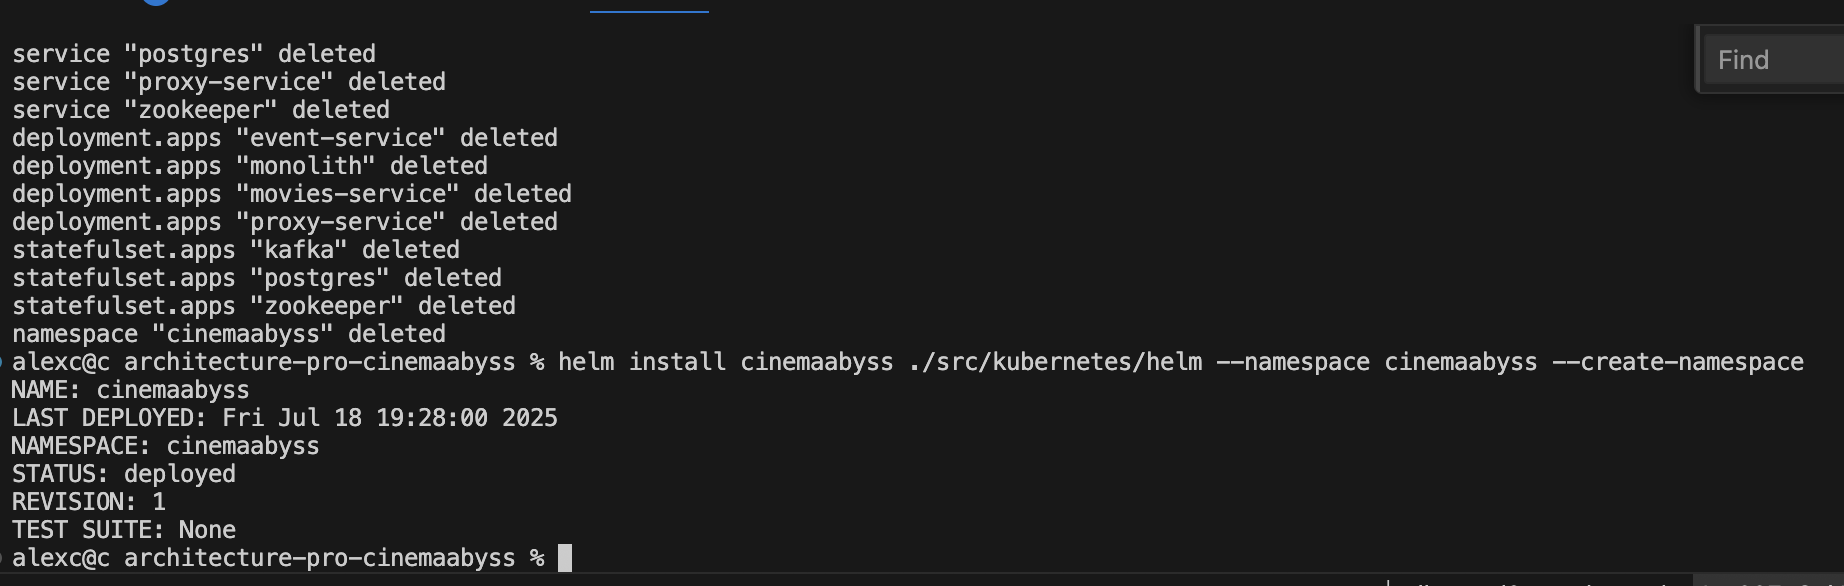 Find
service "postgres" deleted
service "proxy-service" deleted
service "zookeeper" deleted
deployment.apps "event-service" deleted
deployment.apps "monolith" deleted
deployment.apps "movies-service" deleted
deployment.apps "proxy-service" deleted
statefulset.apps "kafka" deleted
statefulset.apps "postgres" deleted
statefulset.apps "zookeeper" deleted
namespace "cinemaabyss" deleted
alexc@c architecture-pro-cinemaabyss % helm install cinemaabyss ./src/kubernetes/helm --namespace cinemaabyss --create-namespace
NAME: cinemaabyss
LAST DEPLOYED: Fri Jul 18 19:28:00 2025
NAMESPACE: cinemaabyss
STATUS: deployed
REVISION: 1
TEST SUITE: None
alexc@c architecture-pro-cinemaabyss %